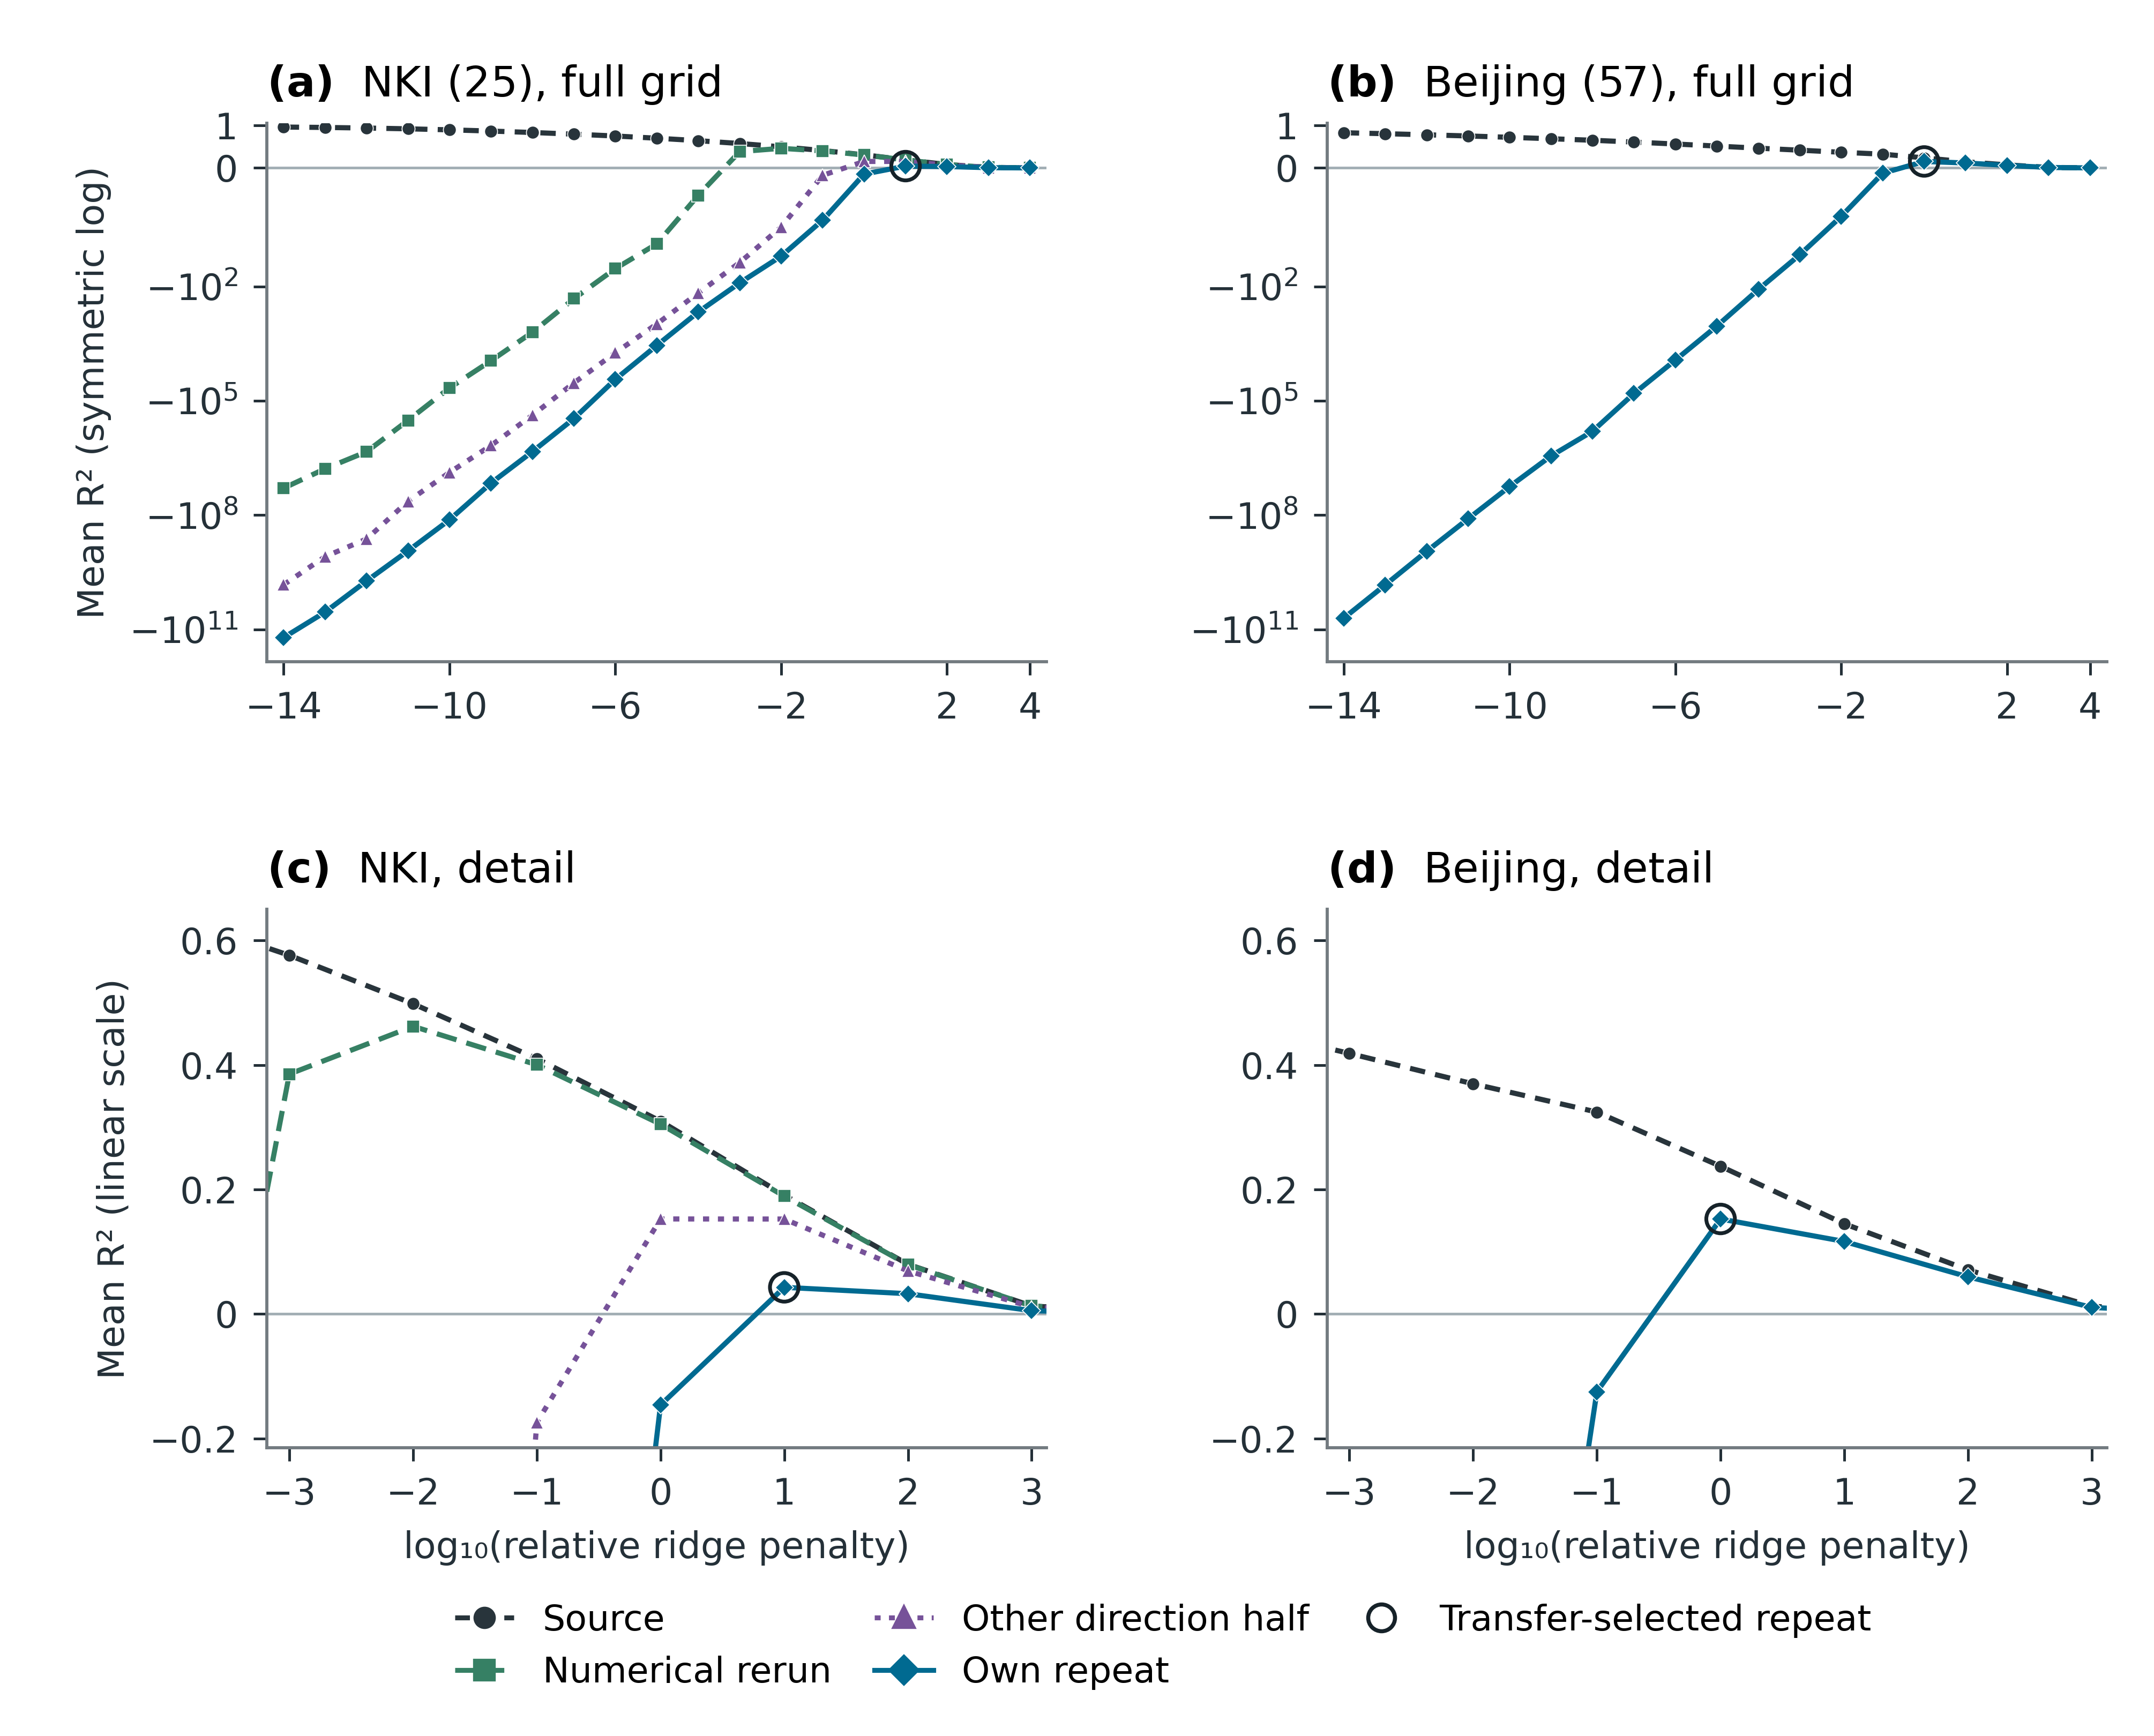 (a) NKI (25), full grid
1
0
−10²
−10⁵
−10⁸
−10¹¹
Mean R² (symmetric log)
−14 −10 −6 −2 2 4
(b) Beijing (57), full grid
1
0
−10²
−10⁵
−10⁸
−10¹¹
−14 −10 −6 −2 2 4
(c) NKI, detail
0.6
0.4
0.2
0
−0.2
Mean R² (linear scale)
−3 −2 −1 0 1 2 3
log₁₀(relative ridge penalty)
(d) Beijing, detail
0.6
0.4
0.2
0
−0.2
−3 −2 −1 0 1 2 3
log₁₀(relative ridge penalty)
Source
Numerical rerun
Other direction half
Own repeat
Transfer-selected repeat